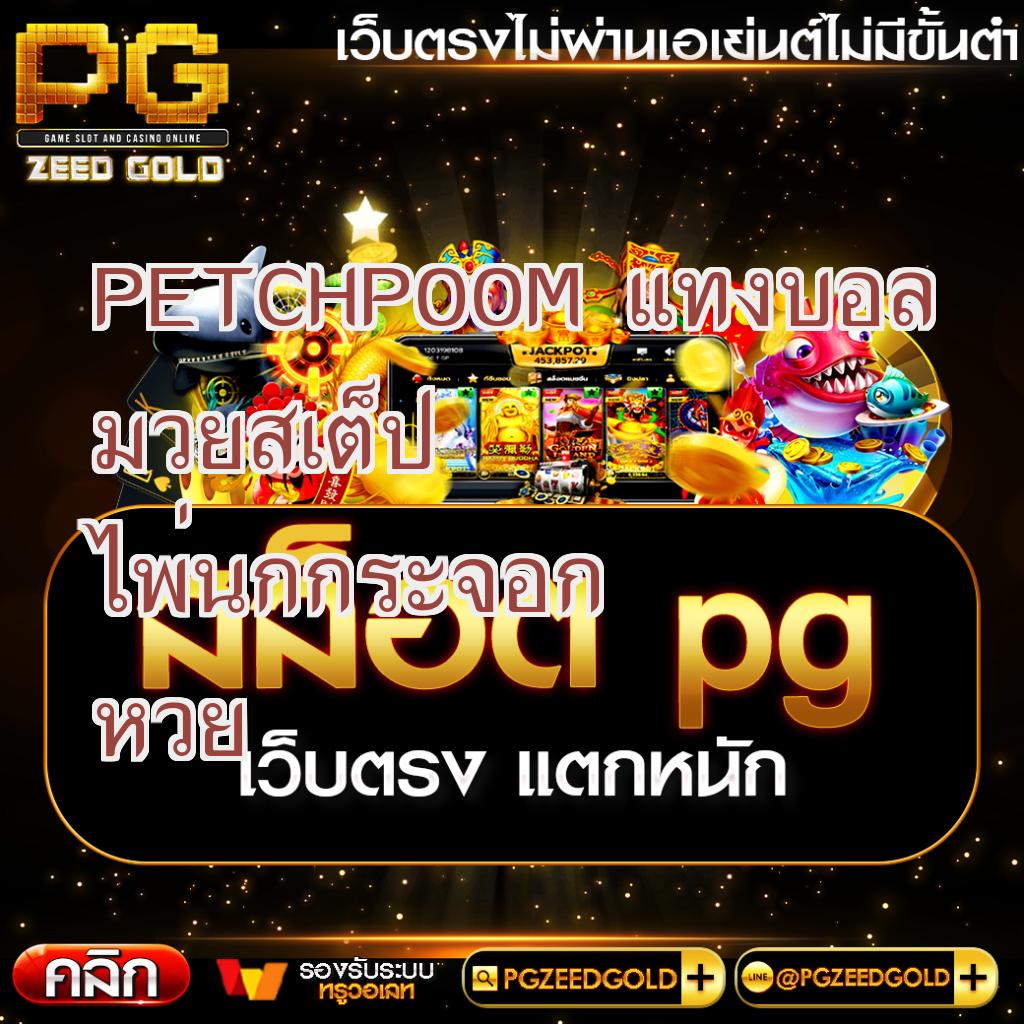 เว็บตรงไม่ผ่านเอเย่นต์ไม่มีขั้นต่ำ
PG
GAME SLOT AND CASINO ONLINE
ZEED GOLD
PETCHPOOM แทงบอล
1203198108
JACKPOT
453,857.29
มวยสเต็ป
ไพ่นกกระจอก
สล็อต pg
หวย
เว็บตรง แตกหนัก
คลิก
รองรับระบบ
ทรูวอเลท
PGZEEDGOLD +
LINE @PGZEEDGOLD +